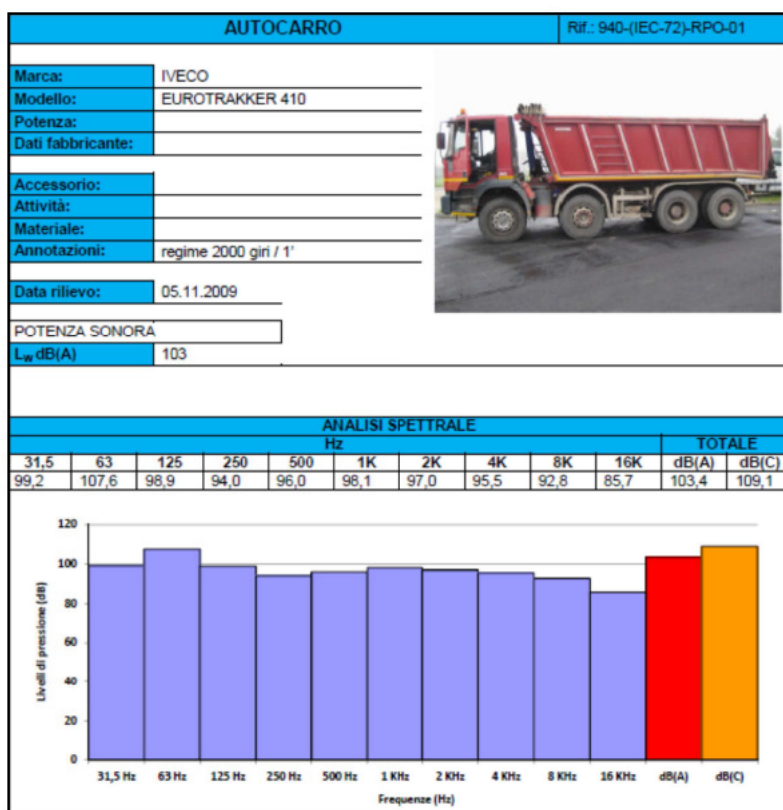 AUTOCARRO Rif.: 940-(IEC-72)-RPO-01
Marca: IVECO
Modello: EUROTRAKKER 410
Potenza:
Dati fabbricante:
Accessorio:
Attività:
Materiale:
Annotazioni: regime 2000 giri / 1'
Data rilievo: 05.11.2009
POTENZA SONORA
Lw dB(A) 103
ANALISI SPETTRALE
Hz TOTALE
31,5 63 125 250 500 1K 2K 4K 8K 16K dB(A) dB(C)
99,2 107,6 98,9 94,0 96,0 98,1 97,0 95,5 92,8 85,7 103,4 109,1
120
100
80
60
40
20
0
Livelli di pressione (dB)
31,5 Hz 63 Hz 125 Hz 250 Hz 500 Hz 1 KHz 2 KHz 4 KHz 8 KHz 16 KHz dB(A) dB(C)
Frequenze (Hz)